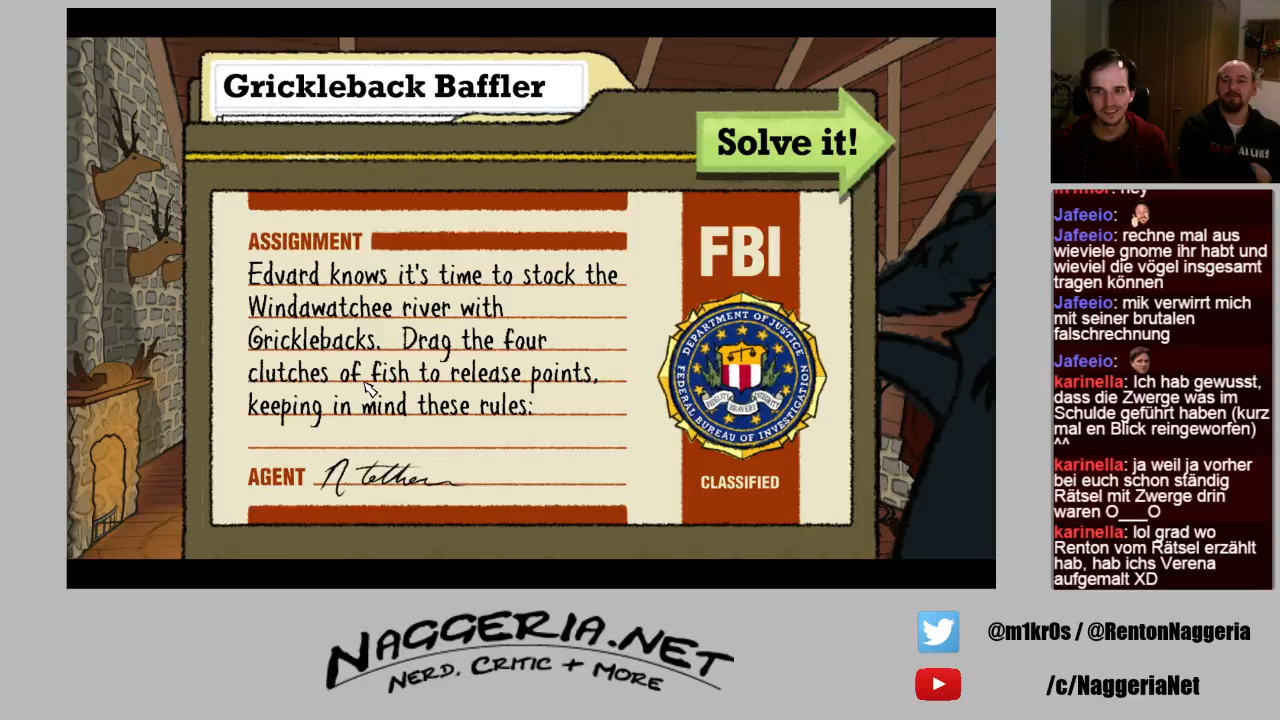 Grickleback Baffler
Solve it!
ASSIGNMENT
Edvard knows it's time to stock the
Windawatchee river with
Gricklebacks. Drag the four
clutches of fish to release points,
keeping in mind these rules:
AGENT N Tethers
FBI
DEPARTMENT OF JUSTICE
FIDELITY BRAVERY INTEGRITY
FEDERAL BUREAU OF INVESTIGATION
CLASSIFIED
hey
Jafeeio:
Jafeeio: rechne mal aus
wieviele gnome ihr habt und
wieviel die vögel insgesamt
tragen können
Jafeeio: mik verwirrt mich
mit seiner brutalen
falschrechnung
Jafeeio:
karinella: Ich hab gewusst,
dass die Zwerge was im
Schulde geführt haben (kurz
mal en Blick reingeworfen)
^^
karinella: ja weil ja vorher
bei euch schon ständig
Rätsel mit Zwerge drin
waren O___O
karinella: lol grad wo
Renton vom Rätsel erzählt
hab, hab ichs Verena
aufgemalt XD
NAGGERIA.NET
NERD, CRITIC + MORE
@m1kr0s / @RentonNaggeria
/c/NaggeriaNet